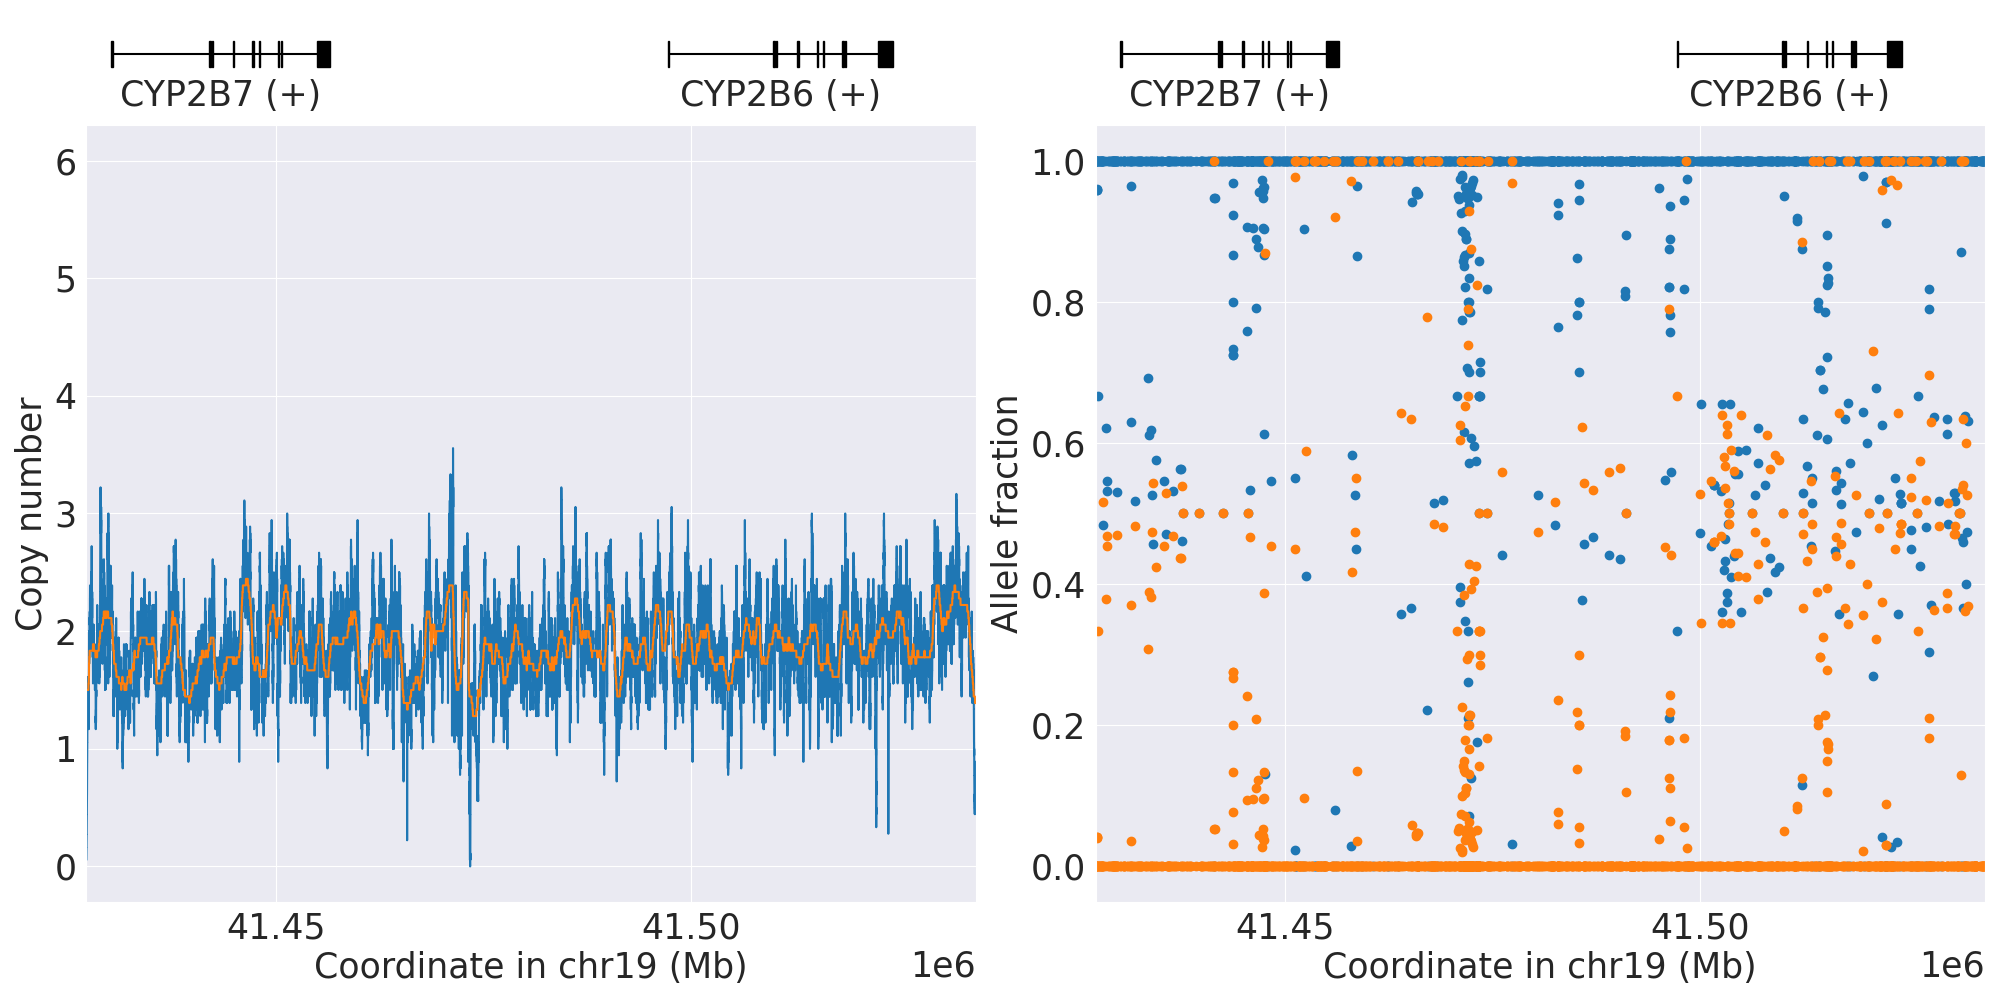 CYP2B7 (+)
CYP2B6 (+)
6
5
4
3
2
1
0
Copy number
41.45
41.50
Coordinate in chr19 (Mb)
1e6
CYP2B7 (+)
CYP2B6 (+)
1.0
0.8
0.6
0.4
0.2
0.0
Allele fraction
41.45
41.50
Coordinate in chr19 (Mb)
1e6